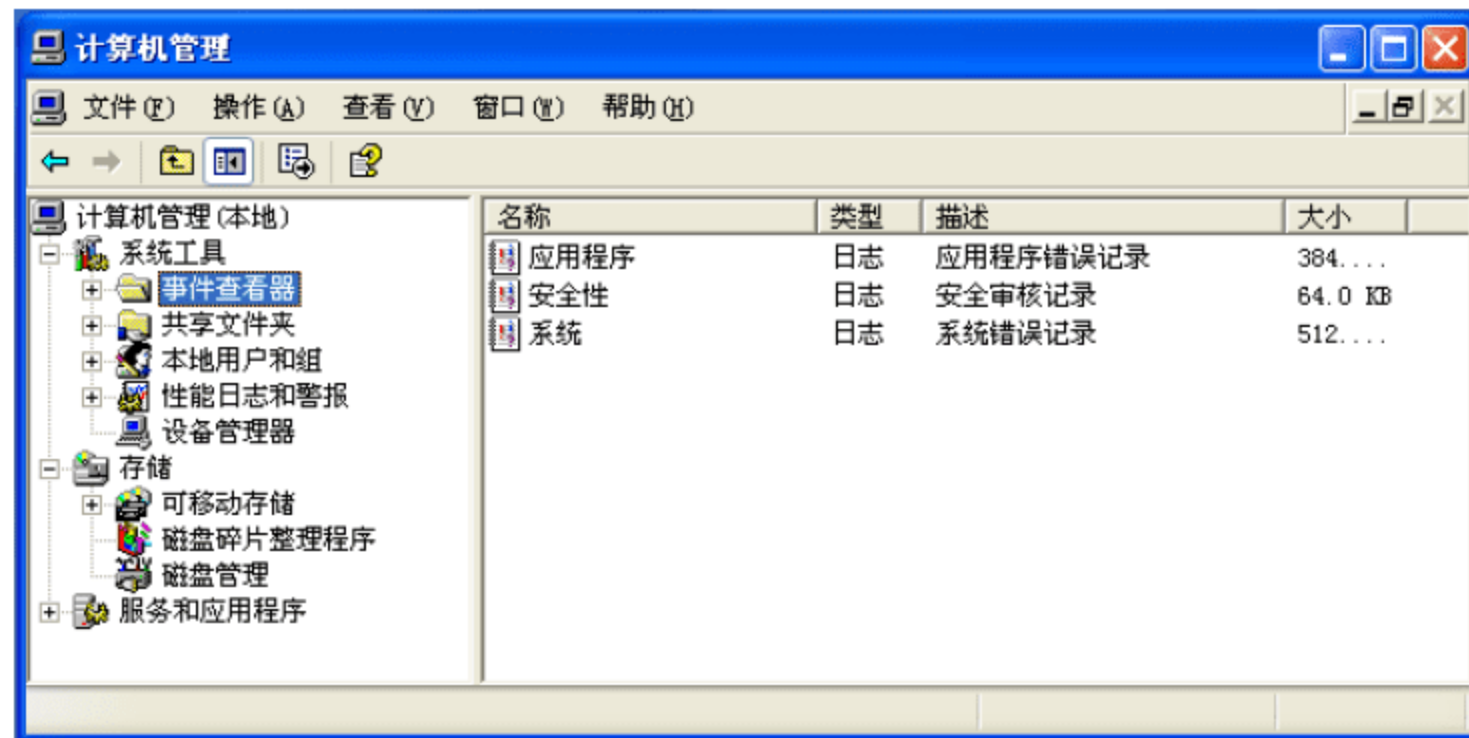 计算机管理
文件(F) 操作(A) 查看(V) 窗口(W) 帮助(H)
计算机管理(本地)
系统工具
事件查看器
共享文件夹
本地用户和组
性能日志和警报
设备管理器
存储
可移动存储
磁盘碎片整理程序
磁盘管理
服务和应用程序
名称 类型 描述 大小
应用程序 日志 应用程序错误记录 384....
安全性 日志 安全审核记录 64.0 KB
系统 日志 系统错误记录 512....